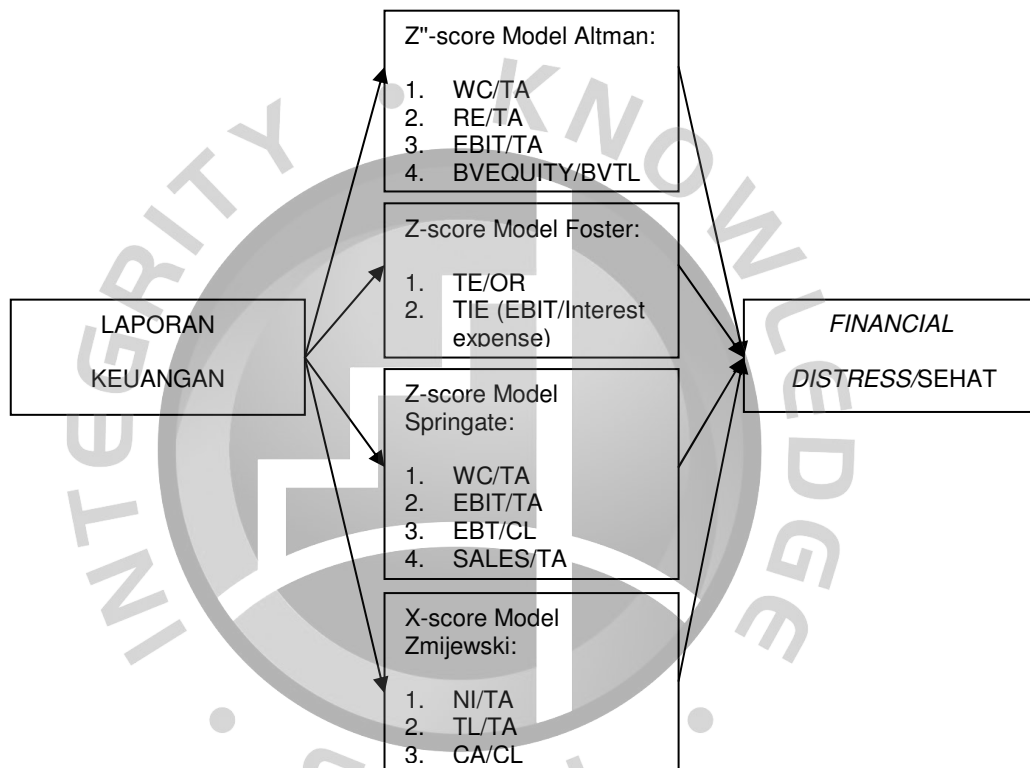 Z"-score Model Altman:
1. WC/TA
2. RE/TA
3. EBIT/TA
4. BVEQUITY/BVTL
Z-score Model Foster:
1. TE/OR
2. TIE (EBIT/Interest
expense)
LAPORAN
KEUANGAN
FINANCIAL
DISTRESS/SEHAT
Z-score Model
Springate:
1. WC/TA
2. EBIT/TA
3. EBT/CL
4. SALES/TA
X-score Model
Zmijewski:
1. NI/TA
2. TL/TA
3. CA/CL
INTEGRITY • KNOWLEDGE